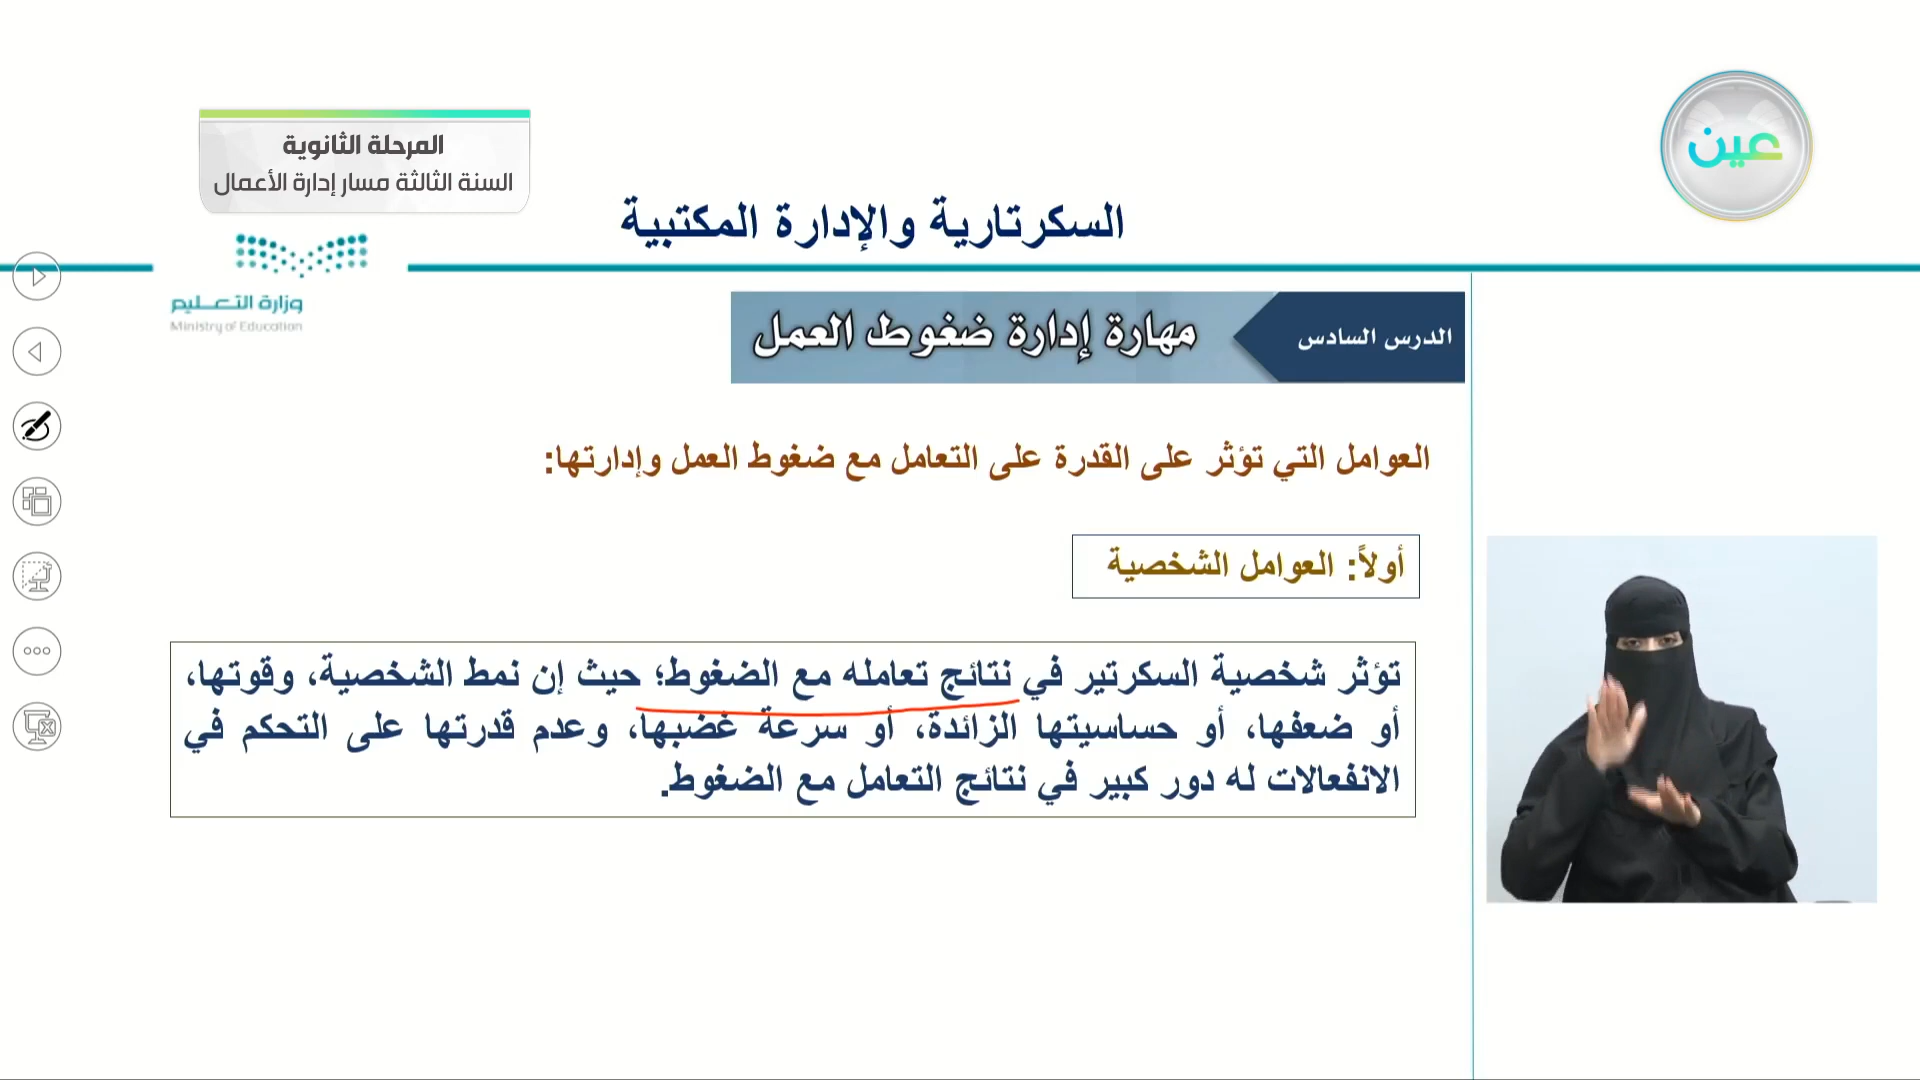 المرحلة الثانوية
السنة الثالثة مسار إدارة الأعمال
عين
السكرتارية والإدارة المكتبية
وزارة التعليم
Ministry of Education
الدرس السادس
مهارة إدارة ضغوط العمل
العوامل التي تؤثر على القدرة على التعامل مع ضغوط العمل وإدارتها:
أولاً: العوامل الشخصية
تؤثر شخصية السكرتير في نتائج تعامله مع الضغوط؛ حيث إن نمط الشخصية، وقوتها،
أو ضعفها، أو حساسيتها الزائدة، أو سرعة غضبها، وعدم قدرتها على التحكم في
الانفعالات له دور كبير في نتائج التعامل مع الضغوط.